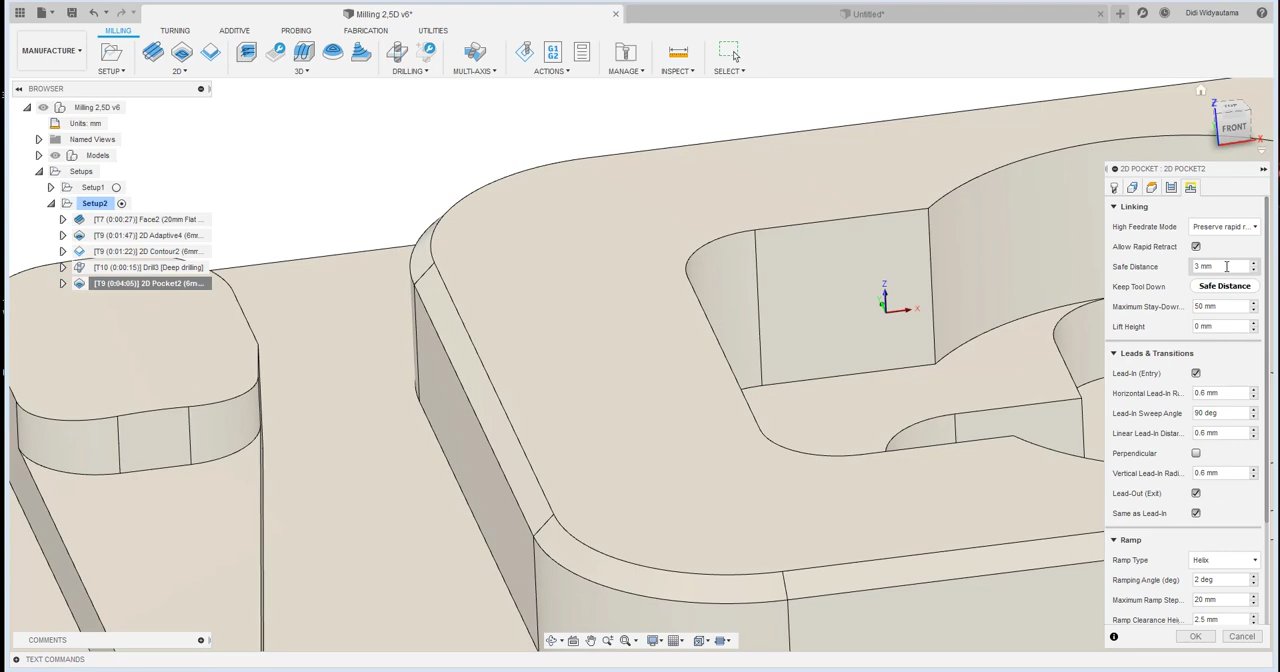 Milling 2,5D v6*
Untitled*
Didi Widyautama
MILLING TURNING ADDITIVE PROBING FABRICATION UTILITIES
MANUFACTURE
G1
G2
SETUP 2D 3D DRILLING MULTI-AXIS ACTIONS MANAGE INSPECT SELECT
BROWSER
Milling 2,5D v6
Units: mm
Named Views
Models
Setups
Setup1
Setup2
[T7 (0:00:27)] Face2 (20mm Flat ...
[T9 (0:01:47)] 2D Adaptive4 (6m...
[T9 (0:01:22)] 2D Contour2 (6mm...
[T10 (0:00:15)] Drill3 [Deep drilling]
[T9 (0:04:05)] 2D Pocket2 (6m...
Z
X
Z
FRONT
X
2D POCKET : 2D POCKET2
Linking
High Feedrate Mode Preserve rapid r...
Allow Rapid Retract
Safe Distance 3 mm
Keep Tool Down Safe Distance
Maximum Stay-Down... 50 mm
Lift Height 0 mm
Leads & Transitions
Lead-In (Entry)
Horizontal Lead-In R... 0.6 mm
Lead-In Sweep Angle 90 deg
Linear Lead-In Distan... 0.6 mm
Perpendicular
Vertical Lead-In Radi... 0.6 mm
Lead-Out (Exit)
Same as Lead-In
Ramp
Ramp Type Helix
Ramping Angle (deg) 2 deg
Maximum Ramp Step... 20 mm
Ramp Clearance Hei... 2.5 mm
OK Cancel
COMMENTS
TEXT COMMANDS